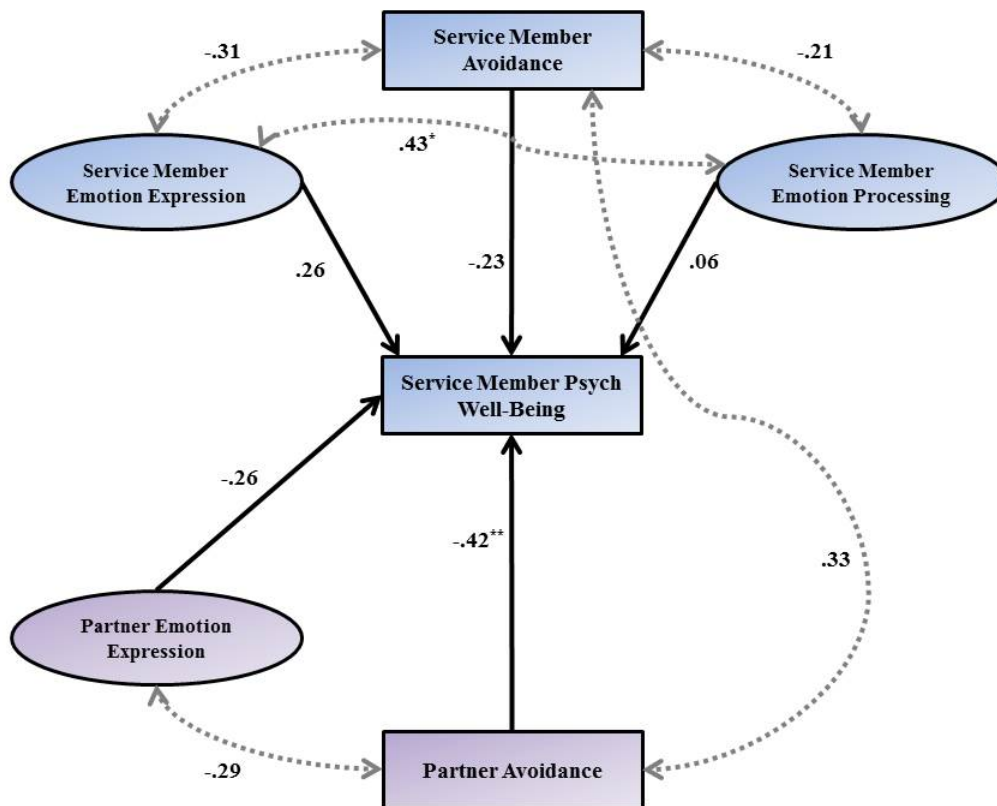 Service Member
Avoidance
-.31
-.21
.43*
Service Member
Emotion Expression
Service Member
Emotion Processing
.26
-.23
.06
Service Member Psych
Well-Being
-.26
-.42**
.33
Partner Emotion
Expression
-.29
Partner Avoidance